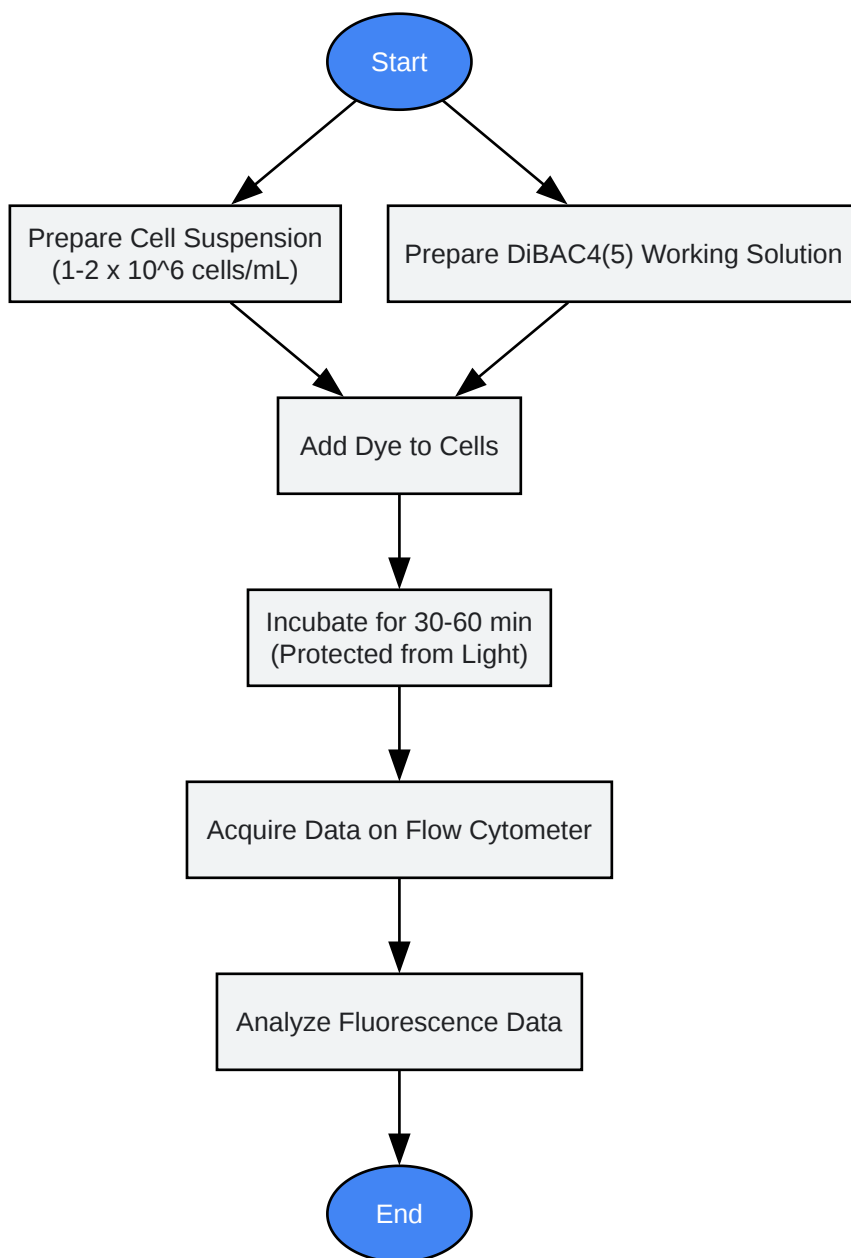 Start
Prepare Cell Suspension
(1-2 x 10^6 cells/mL)
Prepare DiBAC4(5) Working Solution
Add Dye to Cells
Incubate for 30-60 min
(Protected from Light)
Acquire Data on Flow Cytometer
Analyze Fluorescence Data
End